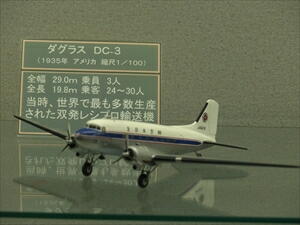 ダグラス DC-3
(1935年 アメリカ 縮尺1/100)
全幅 29.0m 乗員 3人
全長 19.8m 乗客 24～30人
当時、世界で最も多数生産
された双発レシプロ輸送機